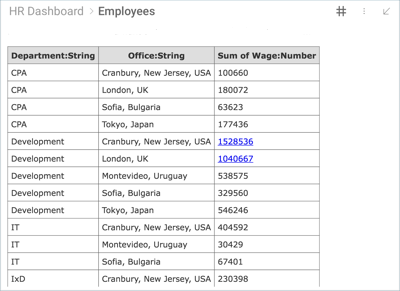 HR Dashboard > Employees
Department:String Office:String Sum of Wage:Number
CPA Cranbury, New Jersey, USA 100660
CPA London, UK 180072
CPA Sofia, Bulgaria 63623
CPA Tokyo, Japan 177436
Development Cranbury, New Jersey, USA 1528536
Development London, UK 1040667
Development Montevideo, Uruguay 538575
Development Sofia, Bulgaria 329560
Development Tokyo, Japan 546246
IT Cranbury, New Jersey, USA 404592
IT Montevideo, Uruguay 30429
IT Sofia, Bulgaria 67401
IxD Cranbury, New Jersey, USA 230398